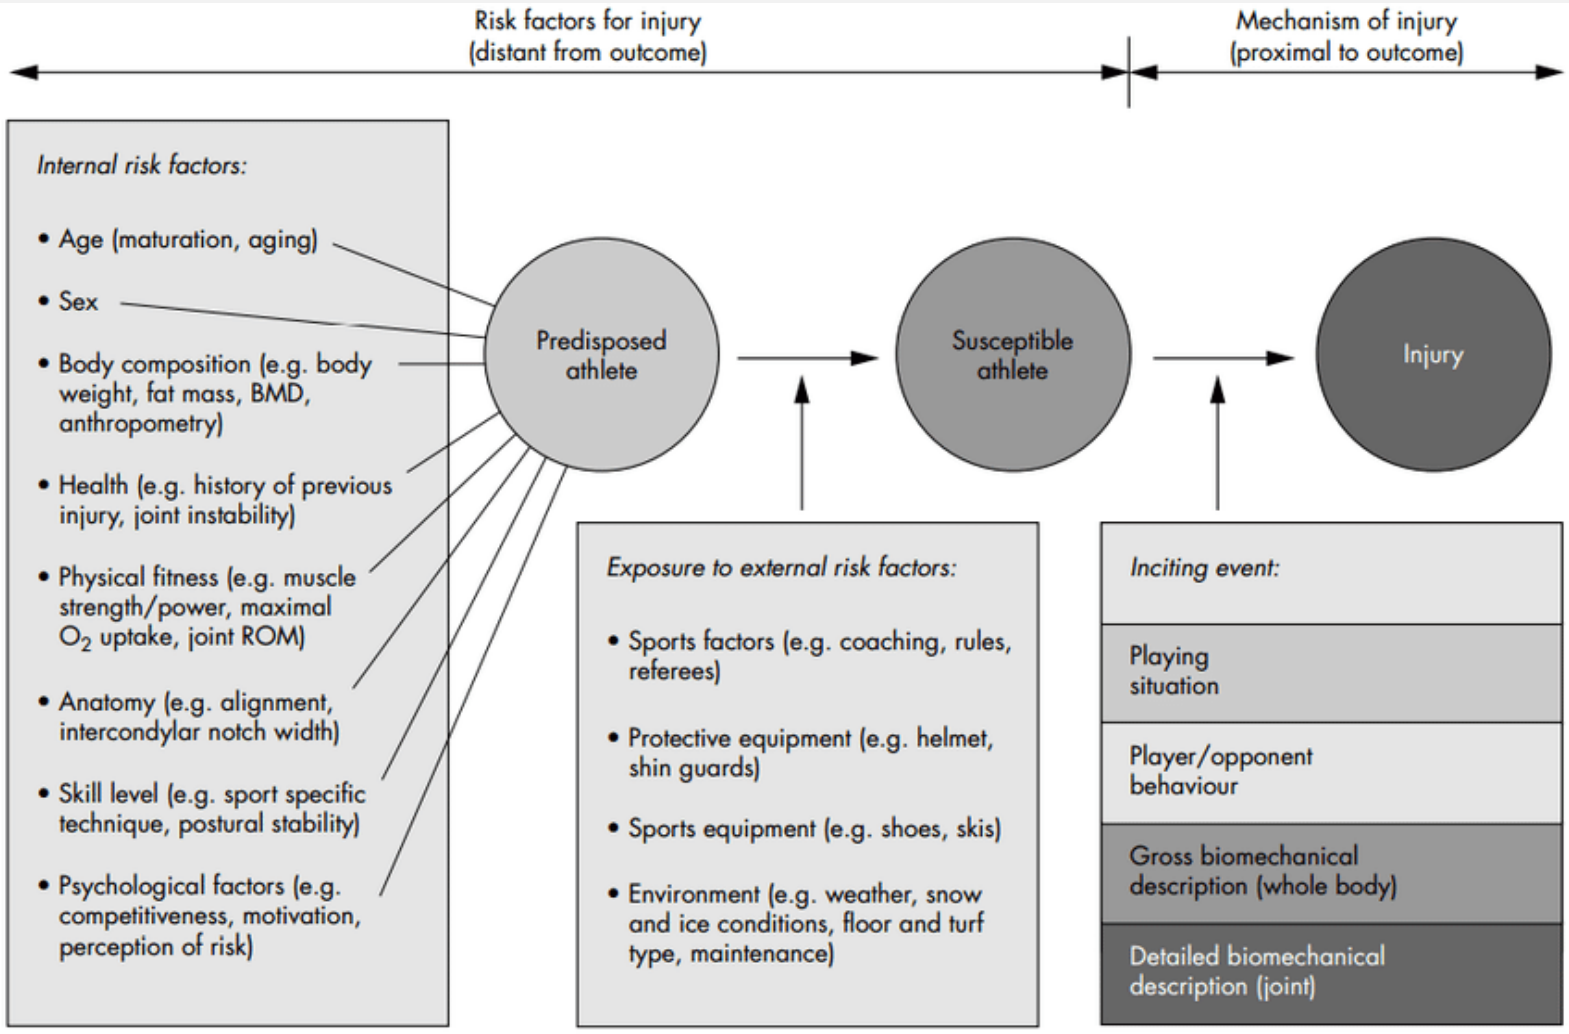 Risk factors for injury
(distant from outcome)
Mechanism of injury
(proximal to outcome)
Internal risk factors:
• Age (maturation, aging)
• Sex
• Body composition (e.g. body
weight, fat mass, BMD,
anthropometry)
• Health (e.g. history of previous
injury, joint instability)
• Physical fitness (e.g. muscle
strength/power, maximal
O2 uptake, joint ROM)
• Anatomy (e.g. alignment,
intercondylar notch width)
• Skill level (e.g. sport specific
technique, postural stability)
• Psychological factors (e.g.
competitiveness, motivation,
perception of risk)
Predisposed
athlete
Susceptible
athlete
Injury
Exposure to external risk factors:
• Sports factors (e.g. coaching, rules,
referees)
• Protective equipment (e.g. helmet,
shin guards)
• Sports equipment (e.g. shoes, skis)
• Environment (e.g. weather, snow
and ice conditions, floor and turf
type, maintenance)
Inciting event:
Playing
situation
Player/opponent
behaviour
Gross biomechanical
description (whole body)
Detailed biomechanical
description (joint)